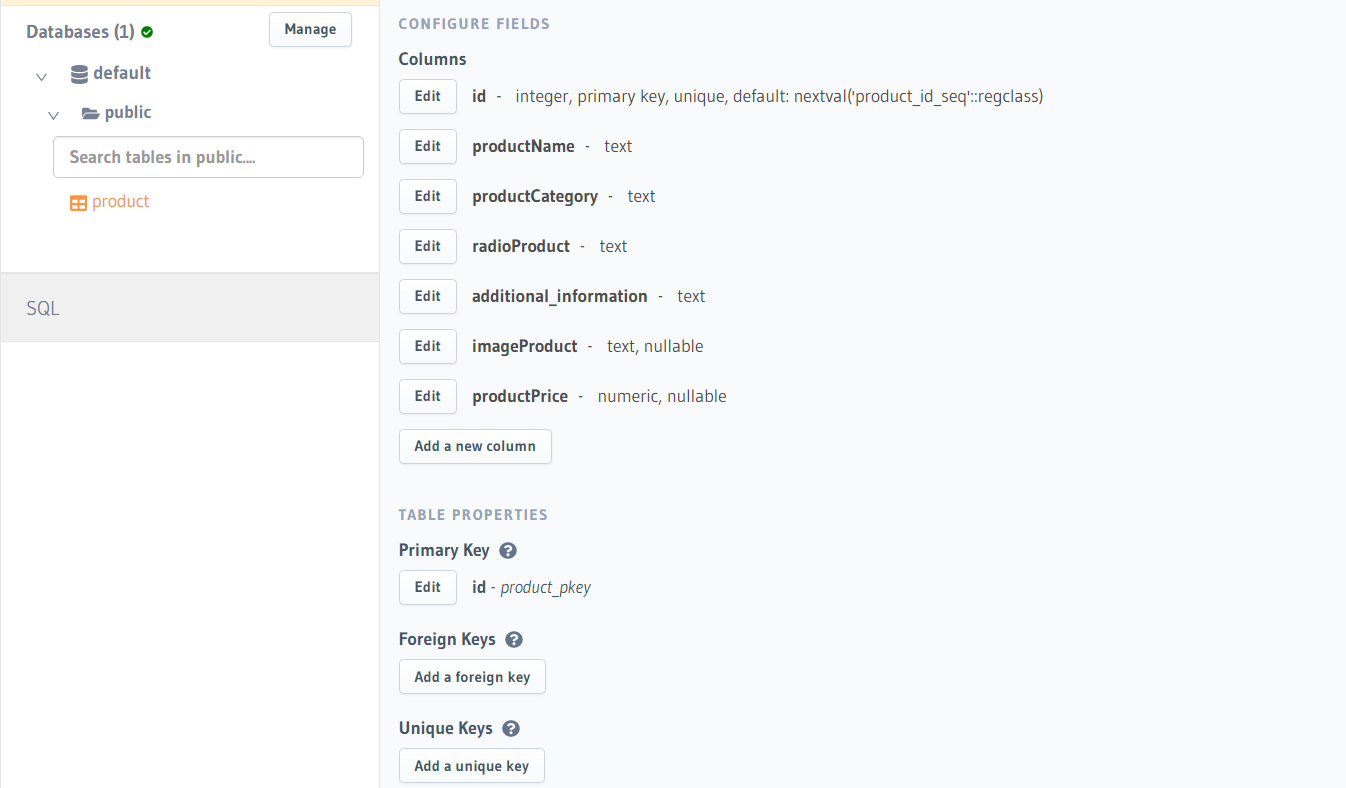 Databases (1)
Manage
default
public
Search tables in public....
product
SQL
CONFIGURE FIELDS
Columns
Edit id - integer, primary key, unique, default: nextval('product_id_seq'::regclass)
Edit productName - text
Edit productCategory - text
Edit radioProduct - text
Edit additional_information - text
Edit imageProduct - text, nullable
Edit productPrice - numeric, nullable
Add a new column
TABLE PROPERTIES
Primary Key ?
Edit id - product_pkey
Foreign Keys ?
Add a foreign key
Unique Keys ?
Add a unique key